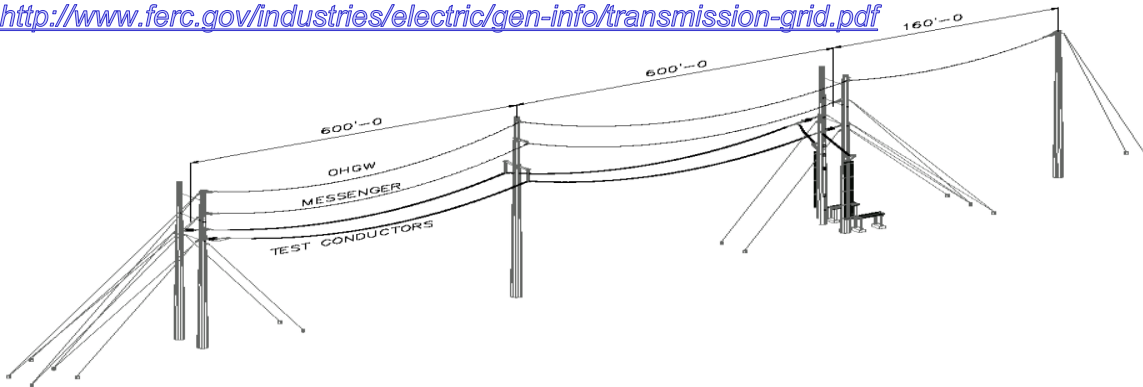 http://www.ferc.gov/industries/electric/gen-info/transmission-grid.pdf
160'-0
600'-0
600'-0
OHGW
MESSENGER
TEST CONDUCTORS